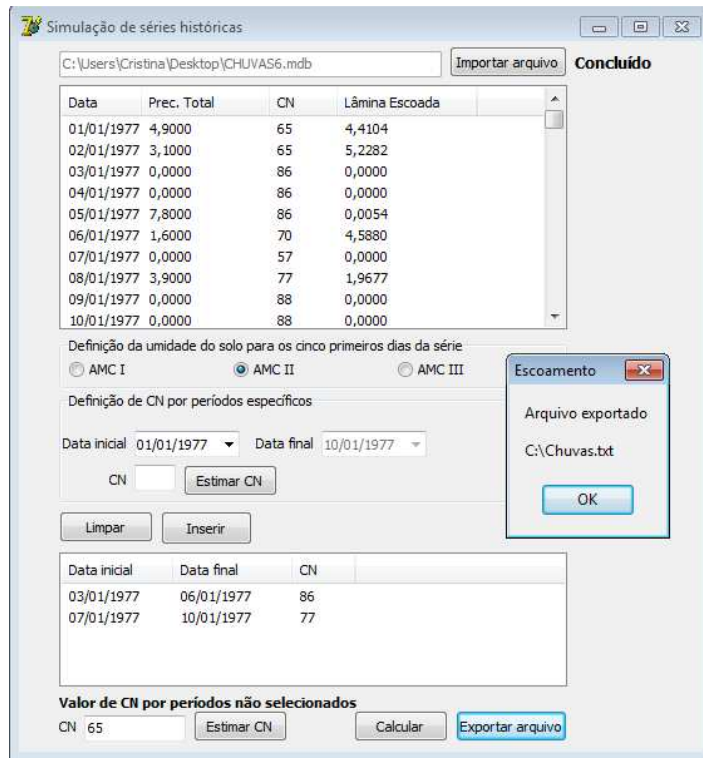 Simulação de séries históricas
C:\Users\Cristina\Desktop\CHUVAS6.mdb Importar arquivo Concluído
Data Prec. Total CN Lâmina Escoada
01/01/1977 4,9000 65 4,4104
02/01/1977 3,1000 65 5,2282
03/01/1977 0,0000 86 0,0000
04/01/1977 0,0000 86 0,0000
05/01/1977 7,8000 86 0,0054
06/01/1977 1,6000 70 4,5880
07/01/1977 0,0000 57 0,0000
08/01/1977 3,9000 77 1,9677
09/01/1977 0,0000 88 0,0000
10/01/1977 0,0000 88 0,0000
Definição da umidade do solo para os cinco primeiros dias da série
AMC I AMC II AMC III
Definição de CN por períodos específicos
Data inicial 01/01/1977 Data final 10/01/1977
CN Estimar CN
Limpar Inserir
Escoamento
Arquivo exportado
C:\Chuvas.txt
OK
Data inicial Data final CN
03/01/1977 06/01/1977 86
07/01/1977 10/01/1977 77
Valor de CN por períodos não selecionados
CN 65 Estimar CN Calcular Exportar arquivo